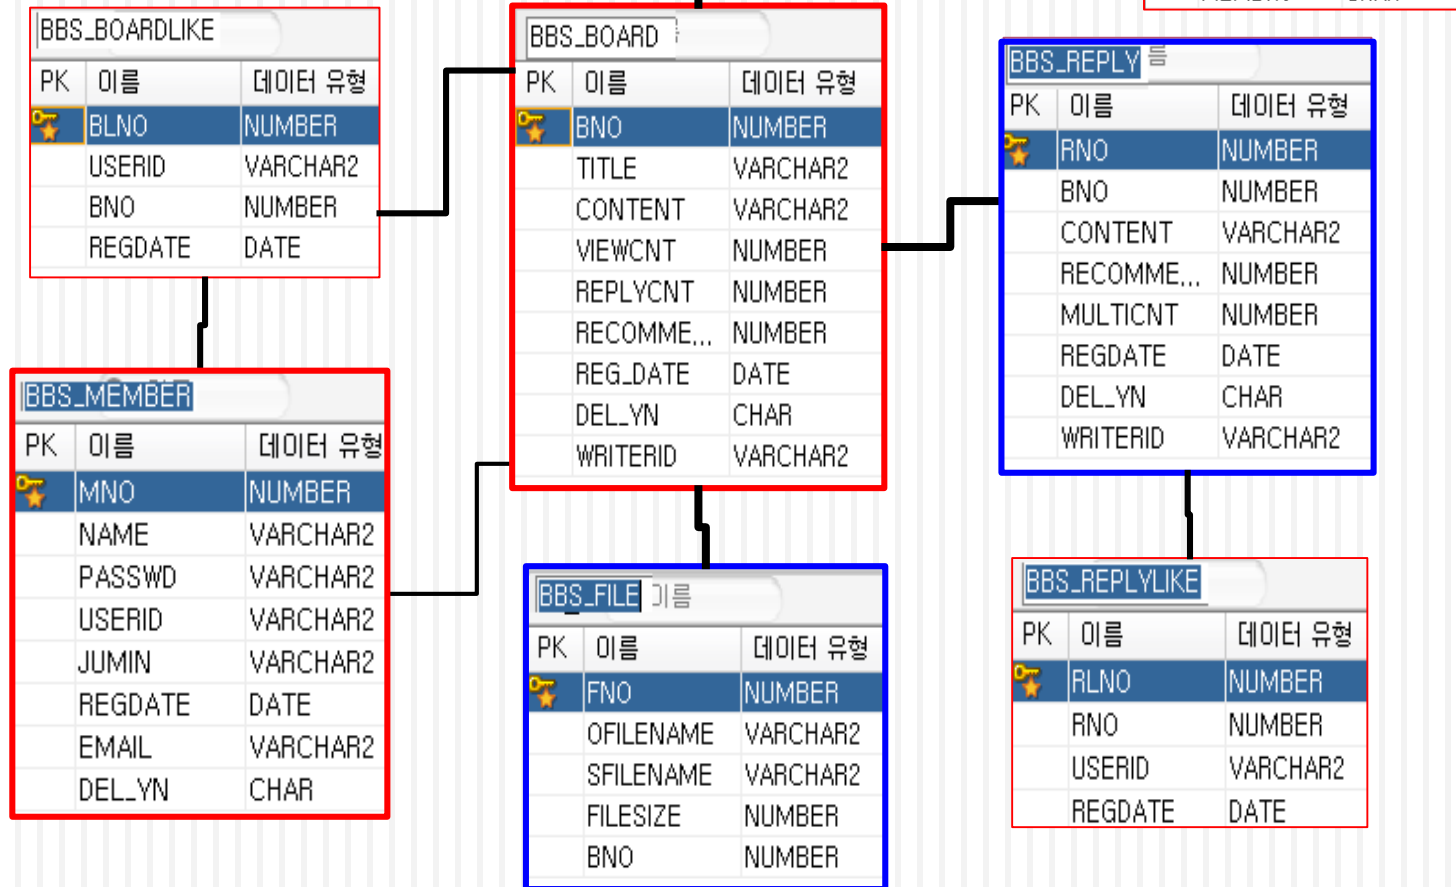 BBS_BOARDLIKE
PK 이름 데이터 유형
BLNO NUMBER
USERID VARCHAR2
BNO NUMBER
REGDATE DATE
BBS_BOARD
PK 이름 데이터 유형
BNO NUMBER
TITLE VARCHAR2
CONTENT VARCHAR2
VIEWCNT NUMBER
REPLYCNT NUMBER
RECOMME...  NUMBER
REG_DATE DATE
DEL_YN CHAR
WRITERID VARCHAR2
BBS_REPLY 름
PK 이름 데이터 유형
RNO NUMBER
BNO NUMBER
CONTENT VARCHAR2
RECOMME... NUMBER
MULTICNT NUMBER
REGDATE DATE
DEL_YN CHAR
WRITERID VARCHAR2
BBS_MEMBER
PK 이름 데이터 유형
MNO NUMBER
NAME VARCHAR2
PASSWD VARCHAR2
USERID VARCHAR2
JUMIN VARCHAR2
REGDATE DATE
EMAIL VARCHAR2
DEL_YN CHAR
BBS_FILE 이름
PK 이름 데이터 유형
FNO NUMBER
OFILENAME VARCHAR2
SFILENAME VARCHAR2
FILESIZE NUMBER
BNO NUMBER
BBS_REPLYLIKE
PK 이름 데이터 유형
RLNO NUMBER
RNO NUMBER
USERID VARCHAR2
REGDATE DATE